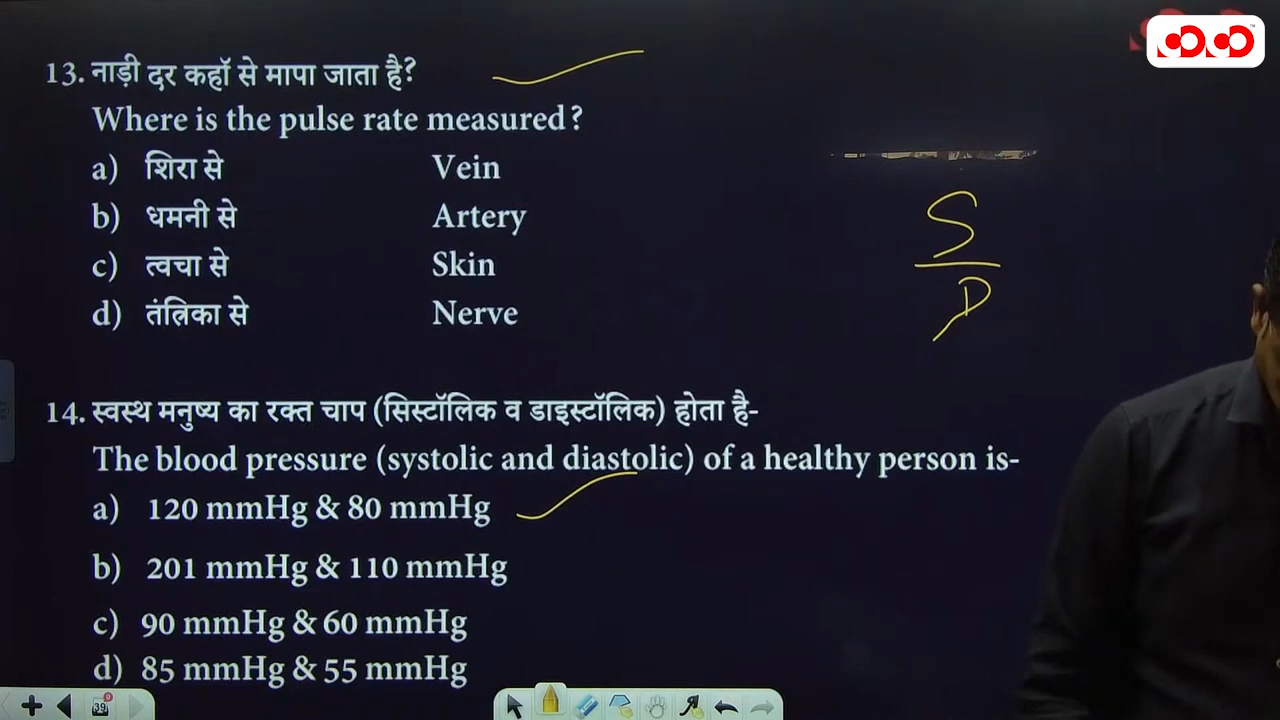 13. नाड़ी दर कहाँ से मापा जाता है?
Where is the pulse rate measured?
a) शिरा से Vein
b) धमनी से Artery
c) त्वचा से Skin
d) तंत्रिका से Nerve
S
D
14. स्वस्थ मनुष्य का रक्त चाप (सिस्टॉलिक व डाइस्टॉलिक) होता है-
The blood pressure (systolic and diastolic) of a healthy person is-
a) 120 mmHg & 80 mmHg
b) 201 mmHg & 110 mmHg
c) 90 mmHg & 60 mmHg
d) 85 mmHg & 55 mmHg
39